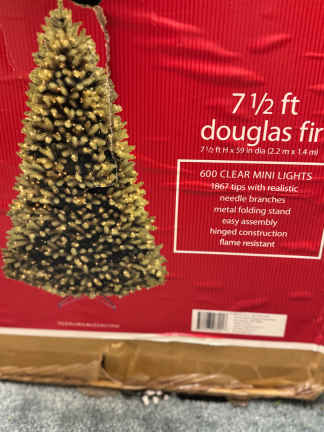 7 1/2 ft
douglas fir
7 1/2 ft H x 59 in dia (2.2 m x 1.4 m)
600 CLEAR MINI LIGHTS
1867 tips with realistic
needle branches
metal folding stand
easy assembly
hinged construction
flame resistant